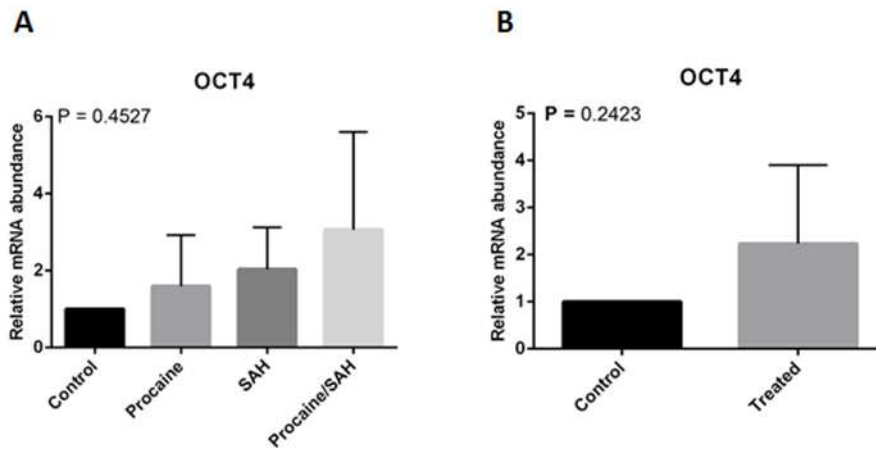 A
OCT4
P = 0.4527
Relative mRNA abundance
6
4
2
0
Control
Procaine
SAH
Procaine/SAH
B
OCT4
P = 0.2423
Relative mRNA abundance
5
4
3
2
1
0
Control
Treated